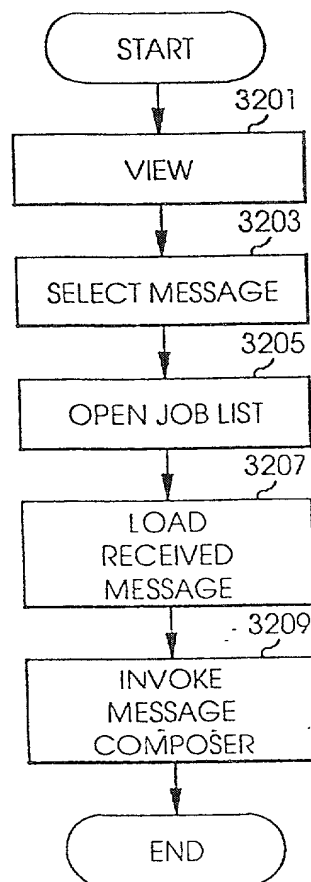 START
3201
VIEW
3203
SELECT MESSAGE
3205
OPEN JOB LIST
3207
LOAD
RECEIVED
MESSAGE
3209
INVOKE
MESSAGE
COMPOSER
END